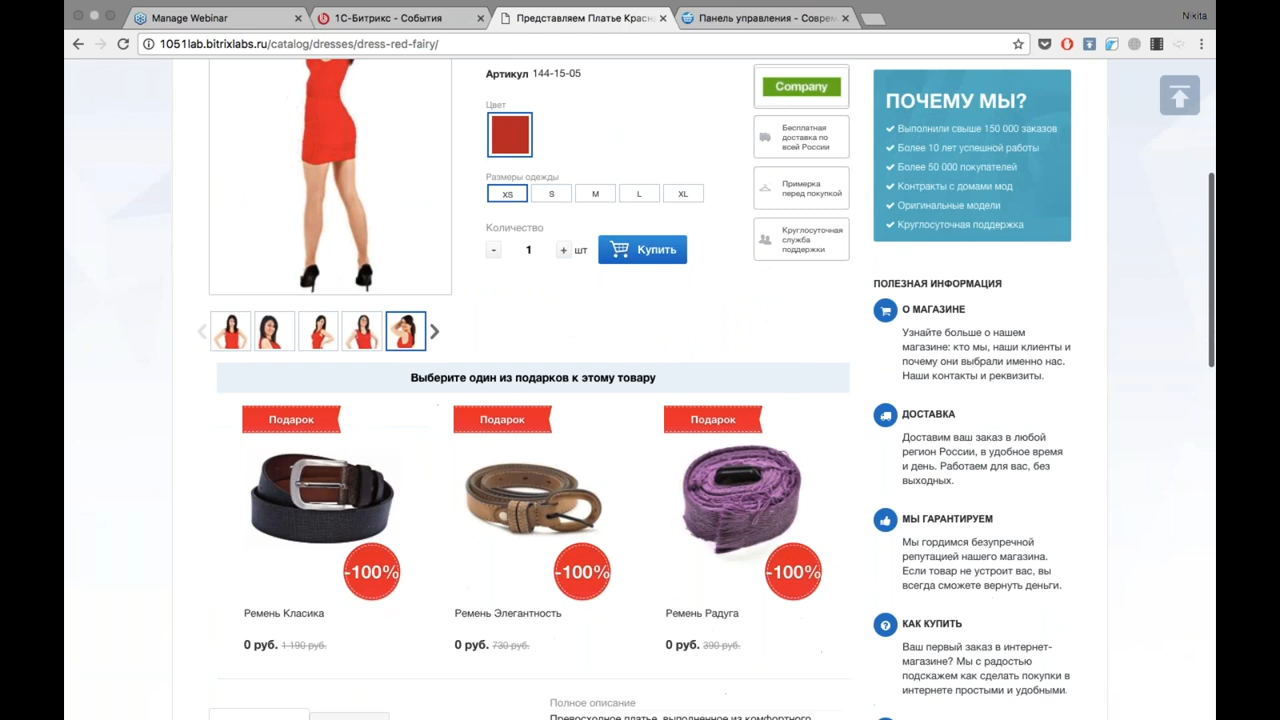 Manage Webinar
1С-Битрикс - События
Представляем Платье Красн
Панель управления - Соврем
Nikita
1051lab.bitrixlabs.ru/catalog/dresses/dress-red-fairy/
Артикул 144-15-05
Цвет
Размеры одежды
XS S M L XL
Количество
- 1 + шт Купить
Company
Бесплатная
доставка по
всей России
Примерка
перед покупкой
Круглосуточная
служба
поддержки
Выберите один из подарков к этому товару
Подарок
-100%
Ремень Класика
0 руб. 1 190 руб.
Подарок
-100%
Ремень Элегантность
0 руб. 730 руб.
Подарок
-100%
Ремень Радуга
0 руб. 390 руб.
Полное описание
Превосходное платье, выполненное из комфортного
ПОЧЕМУ МЫ?
Выполнили свыше 150 000 заказов
Более 10 лет успешной работы
Более 50 000 покупателей
Контракты с домами мод
Оригинальные модели
Круглосуточная поддержка
ПОЛЕЗНАЯ ИНФОРМАЦИЯ
О МАГАЗИНЕ
Узнайте больше о нашем
магазине: кто мы, наши клиенты и
почему они выбрали именно нас.
Наши контакты и реквизиты.
ДОСТАВКА
Доставим ваш заказ в любой
регион России, в удобное время
и день. Работаем для вас, без
выходных.
МЫ ГАРАНТИРУЕМ
Мы гордимся безупречной
репутацией нашего магазина.
Если товар не устроит вас, вы
всегда сможете вернуть деньги.
КАК КУПИТЬ
Ваш первый заказ в интернет-
магазине? Мы с радостью
подскажем как сделать покупки в
интернете простыми и удобными.